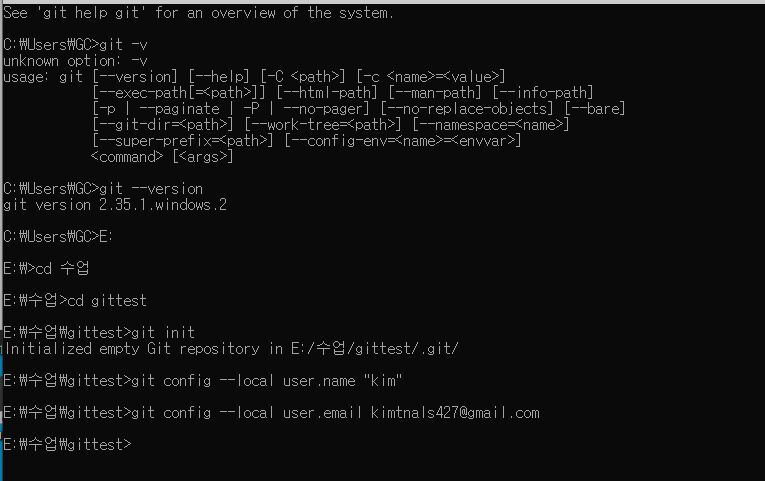 See 'git help git' for an overview of the system.
C:₩Users₩GC>git -v
unknown option: -v
usage: git [--version] [--help] [-C <path>] [-c <name>=<value>]
[--exec-path[=<path>]] [--html-path] [--man-path] [--info-path]
[-p | --paginate | -P | --no-pager] [--no-replace-objects] [--bare]
[--git-dir=<path>] [--work-tree=<path>] [--namespace=<name>]
[--super-prefix=<path>] [--config-env=<name>=<envvar>]
<command> [<args>]
C:₩Users₩GC>git --version
git version 2.35.1.windows.2
C:₩Users₩GC>E:
E:₩>cd 수업
E:₩수업>cd gittest
E:₩수업₩gittest>git init
Initialized empty Git repository in E:/수업/gittest/.git/
E:₩수업₩gittest>git config --local user.name "kim"
E:₩수업₩gittest>git config --local user.email kimtnals427@gmail.com
E:₩수업₩gittest>